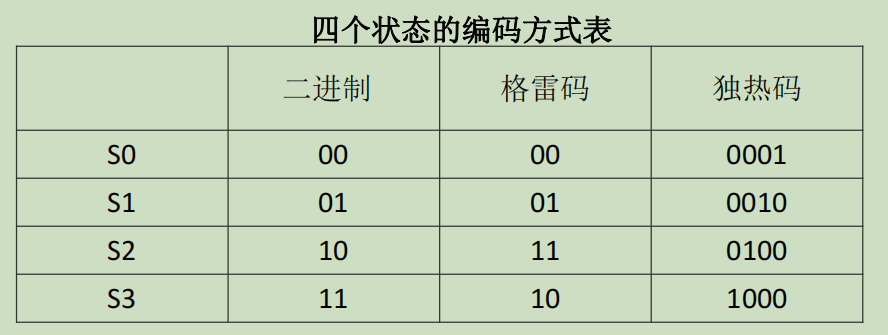 四个状态的编码方式表
二进制 格雷码 独热码
S0 00 00 0001
S1 01 01 0010
S2 10 11 0100
S3 11 10 1000